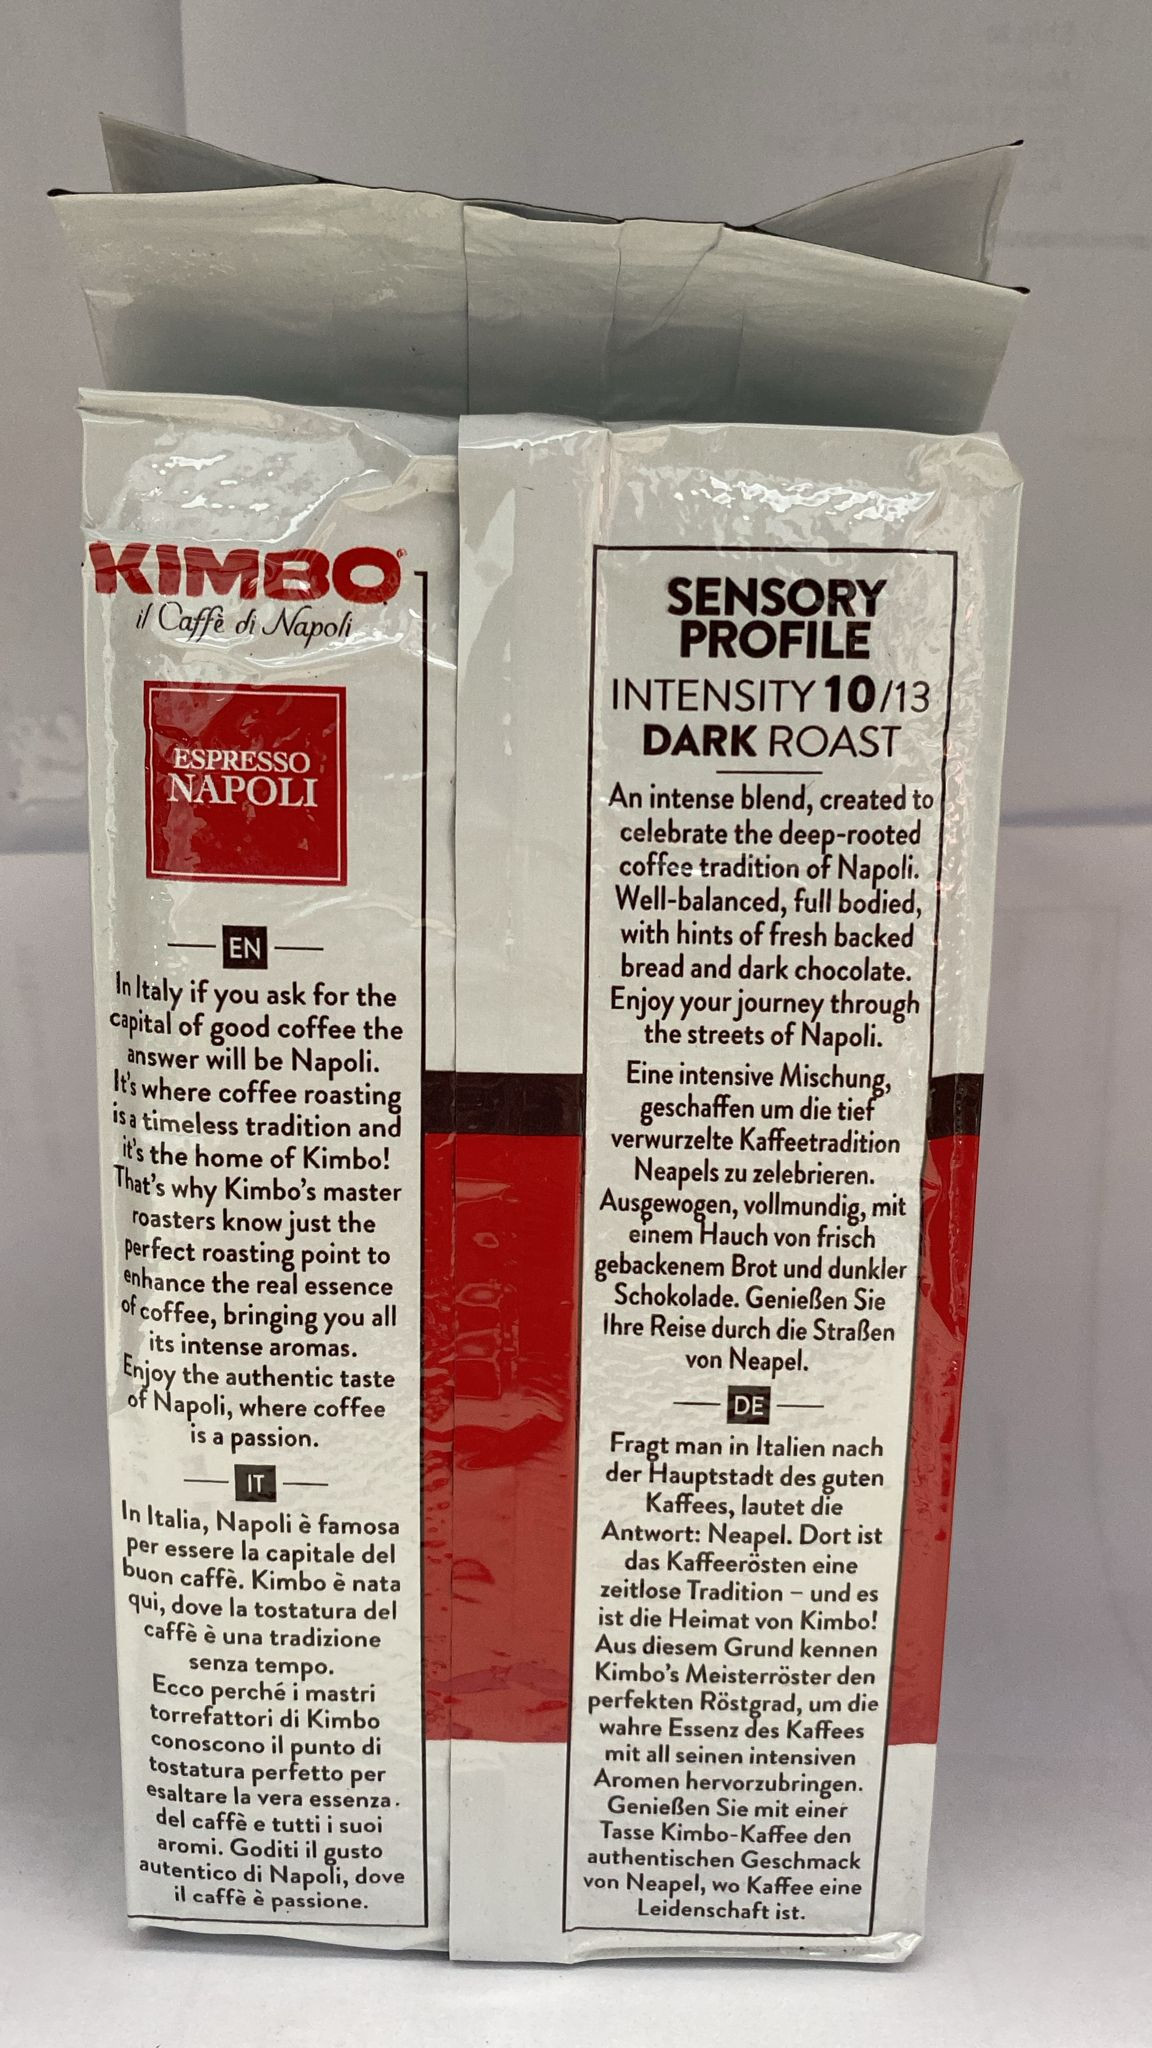 KIMBO®
il Caffè di Napoli
ESPRESSO
NAPOLI
EN
In Italy if you ask for the
capital of good coffee the
answer will be Napoli.
It's where coffee roasting
is a timeless tradition and
it's the home of Kimbo!
That's why Kimbo's master
roasters know just the
perfect roasting point to
enhance the real essence
of coffee, bringing you all
its intense aromas.
Enjoy the authentic taste
of Napoli, where coffee
is a passion.
IT
In Italia, Napoli è famosa
per essere la capitale del
buon caffè. Kimbo è nata
qui, dove la tostatura del
caffè è una tradizione
senza tempo.
Ecco perché i mastri
torrefattori di Kimbo
conoscono il punto di
tostatura perfetto per
esaltare la vera essenza.
del caffè e tutti i suoi
aromi. Goditi il gusto
autentico di Napoli, dove
il caffè è passione.
SENSORY
PROFILE
INTENSITY 10/13
DARK ROAST
An intense blend, created to
celebrate the deep-rooted
coffee tradition of Napoli.
Well-balanced, full bodied,
with hints of fresh backed
bread and dark chocolate.
Enjoy your journey through
the streets of Napoli.
Eine intensive Mischung,
geschaffen um die tief
verwurzelte Kaffeetradition
Neapels zu zelebrieren.
Ausgewogen, vollmundig, mit
einem Hauch von frisch
gebackenem Brot und dunkler
Schokolade. Genießen Sie
Ihre Reise durch die Straßen
von Neapel.
DE
Fragt man in Italien nach
der Hauptstadt des guten
Kaffees, lautet die
Antwort: Neapel. Dort ist
das Kaffeerösten eine
zeitlose Tradition – und es
ist die Heimat von Kimbo!
Aus diesem Grund kennen
Kimbo's Meisterröster den
perfekten Röstgrad, um die
wahre Essenz des Kaffees
mit all seinen intensiven
Aromen hervorzubringen.
Genießen Sie mit einer
Tasse Kimbo-Kaffee den
authentischen Geschmack
von Neapel, wo Kaffee eine
Leidenschaft ist.